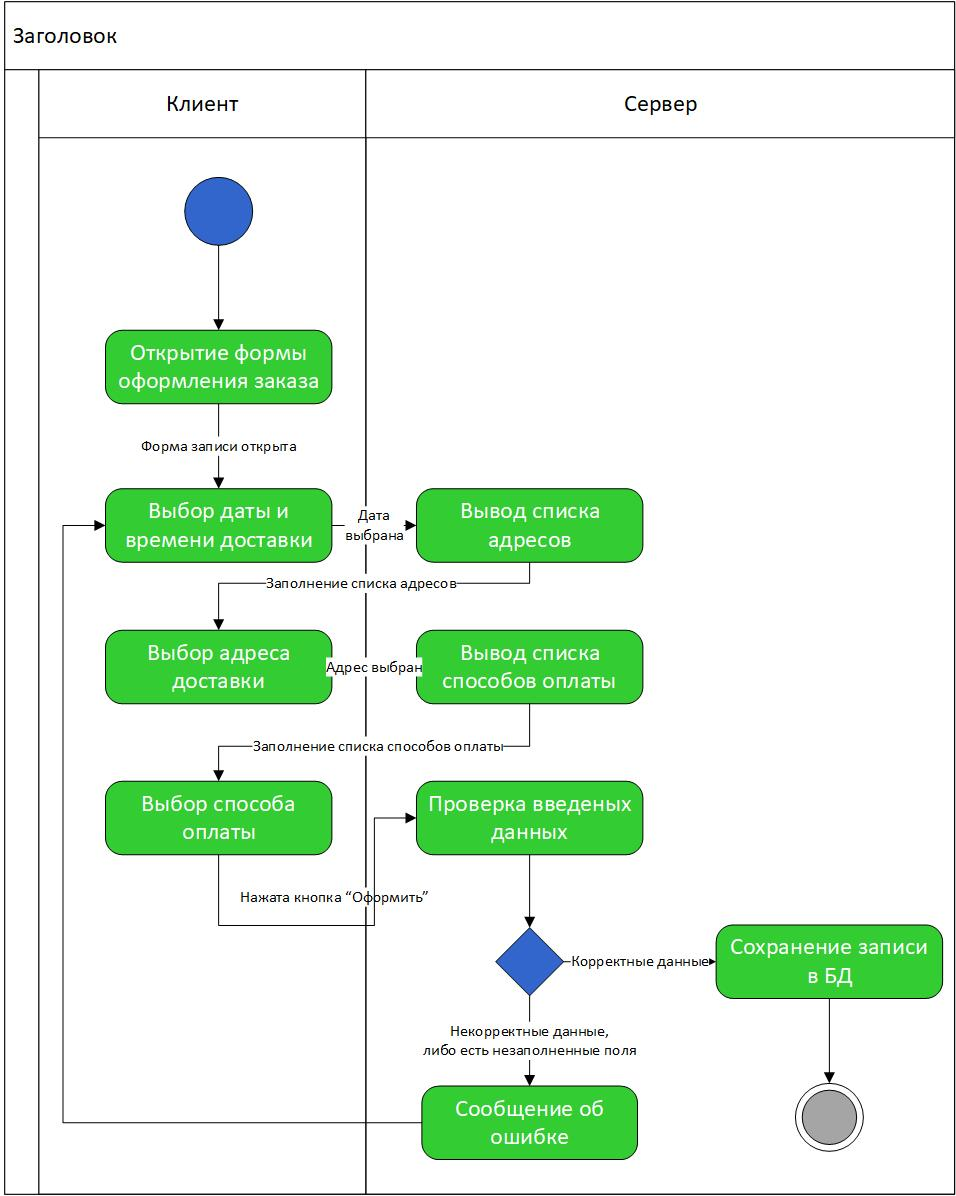 Заголовок
Клиент
Сервер
Открытие формы
оформления заказа
Форма записи открыта
Выбор даты и
времени доставки
Дата
выбрана
Вывод списка
адресов
Заполнение списка адресов
Выбор адреса
доставки
Адрес выбран
Вывод списка
способов оплаты
Заполнение списка способов оплаты
Выбор способа
оплаты
Проверка введеных
данных
Нажата кнопка “Оформить”
Корректные данные
Сохранение записи
в БД
Некорректные данные,
либо есть незаполненные поля
Сообщение об
ошибке